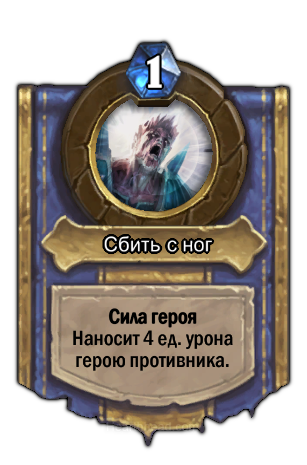 1
Сбить с ног
Сила героя
Наносит 4 ед. урона
герою противника.